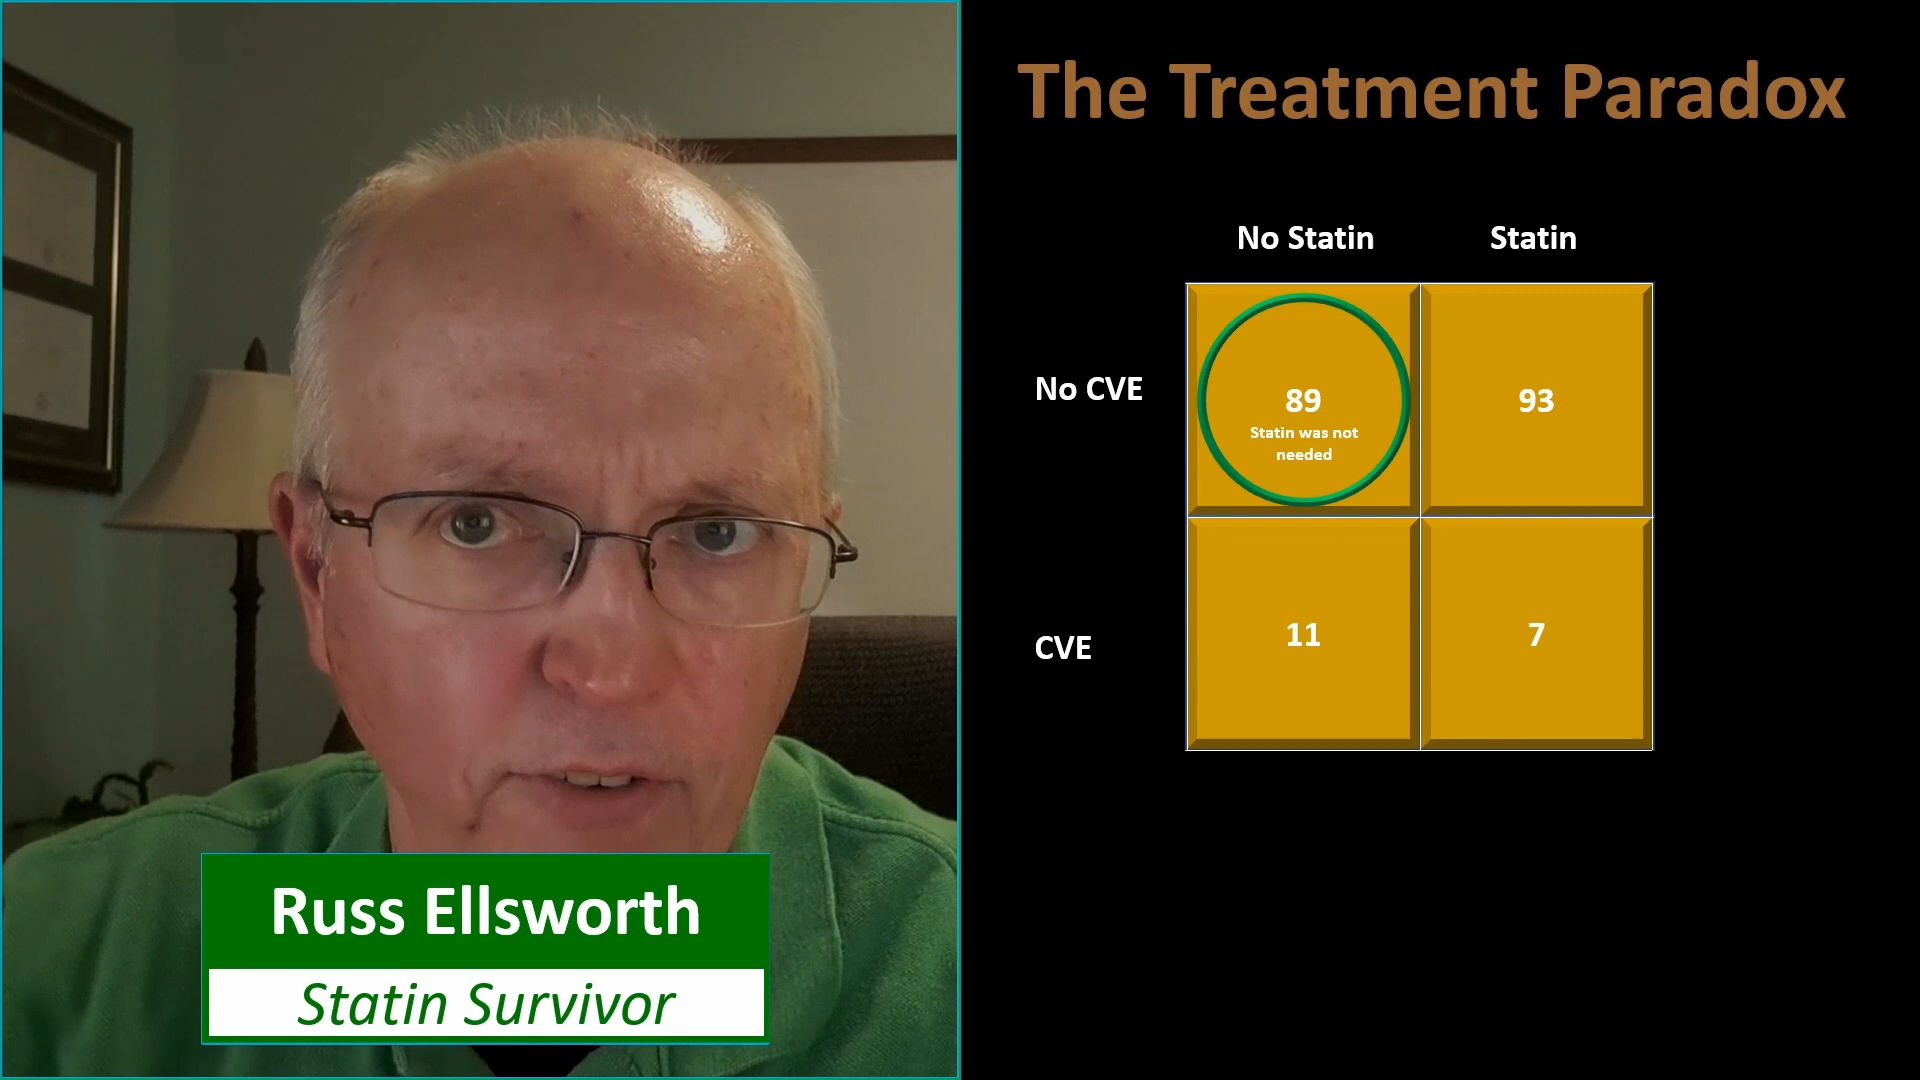 The Treatment Paradox
No Statin Statin
No CVE
89
Statin was not
needed
93
CVE
11
7
Russ Ellsworth
Statin Survivor